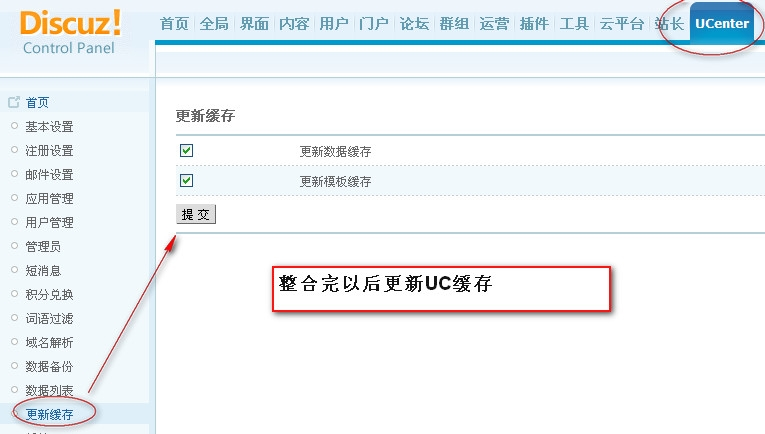 Discuz!
Control Panel
首页 全局 界面 内容 用户 门户 论坛 群组 运营 插件 工具 云平台 站长 UCenter
首页
基本设置
注册设置
邮件设置
应用管理
用户管理
管理员
短消息
积分兑换
词语过滤
域名解析
数据备份
数据列表
更新缓存
更新缓存
更新数据缓存
更新模板缓存
提交
整合完以后更新UC缓存